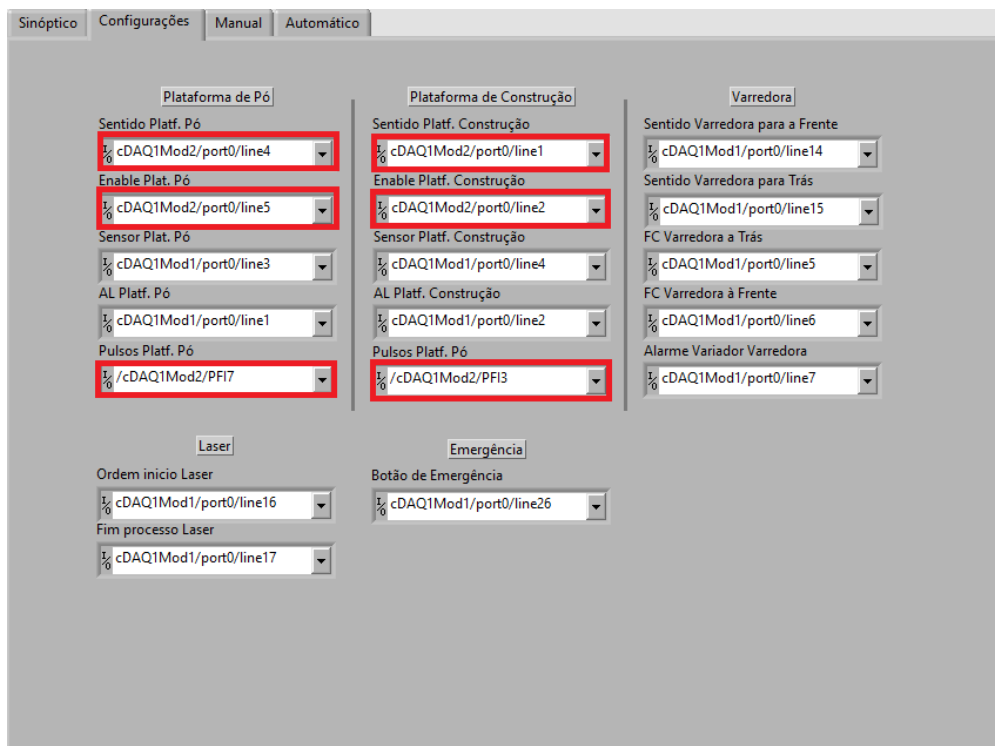 Sinóptico
Configurações
Manual
Automático
Plataforma de Pó
Sentido Platf. Pó
cDAQ1Mod2/port0/line4
Enable Plat. Pó
cDAQ1Mod2/port0/line5
Sensor Plat. Pó
cDAQ1Mod1/port0/line3
AL Platf. Pó
cDAQ1Mod1/port0/line1
Pulsos Platf. Pó
/cDAQ1Mod2/PFI7
Plataforma de Construção
Sentido Platf. Construção
cDAQ1Mod2/port0/line1
Enable Platf. Construção
cDAQ1Mod2/port0/line2
Sensor Platf. Construção
cDAQ1Mod1/port0/line4
AL Platf. Construção
cDAQ1Mod1/port0/line2
Pulsos Platf. Pó
/cDAQ1Mod2/PFI3
Varredora
Sentido Varredora para a Frente
cDAQ1Mod1/port0/line14
Sentido Varredora para Trás
cDAQ1Mod1/port0/line15
FC Varredora a Trás
cDAQ1Mod1/port0/line5
FC Varredora à Frente
cDAQ1Mod1/port0/line6
Alarme Variador Varredora
cDAQ1Mod1/port0/line7
Laser
Ordem inicio Laser
cDAQ1Mod1/port0/line16
Fim processo Laser
cDAQ1Mod1/port0/line17
Emergência
Botão de Emergência
cDAQ1Mod1/port0/line26